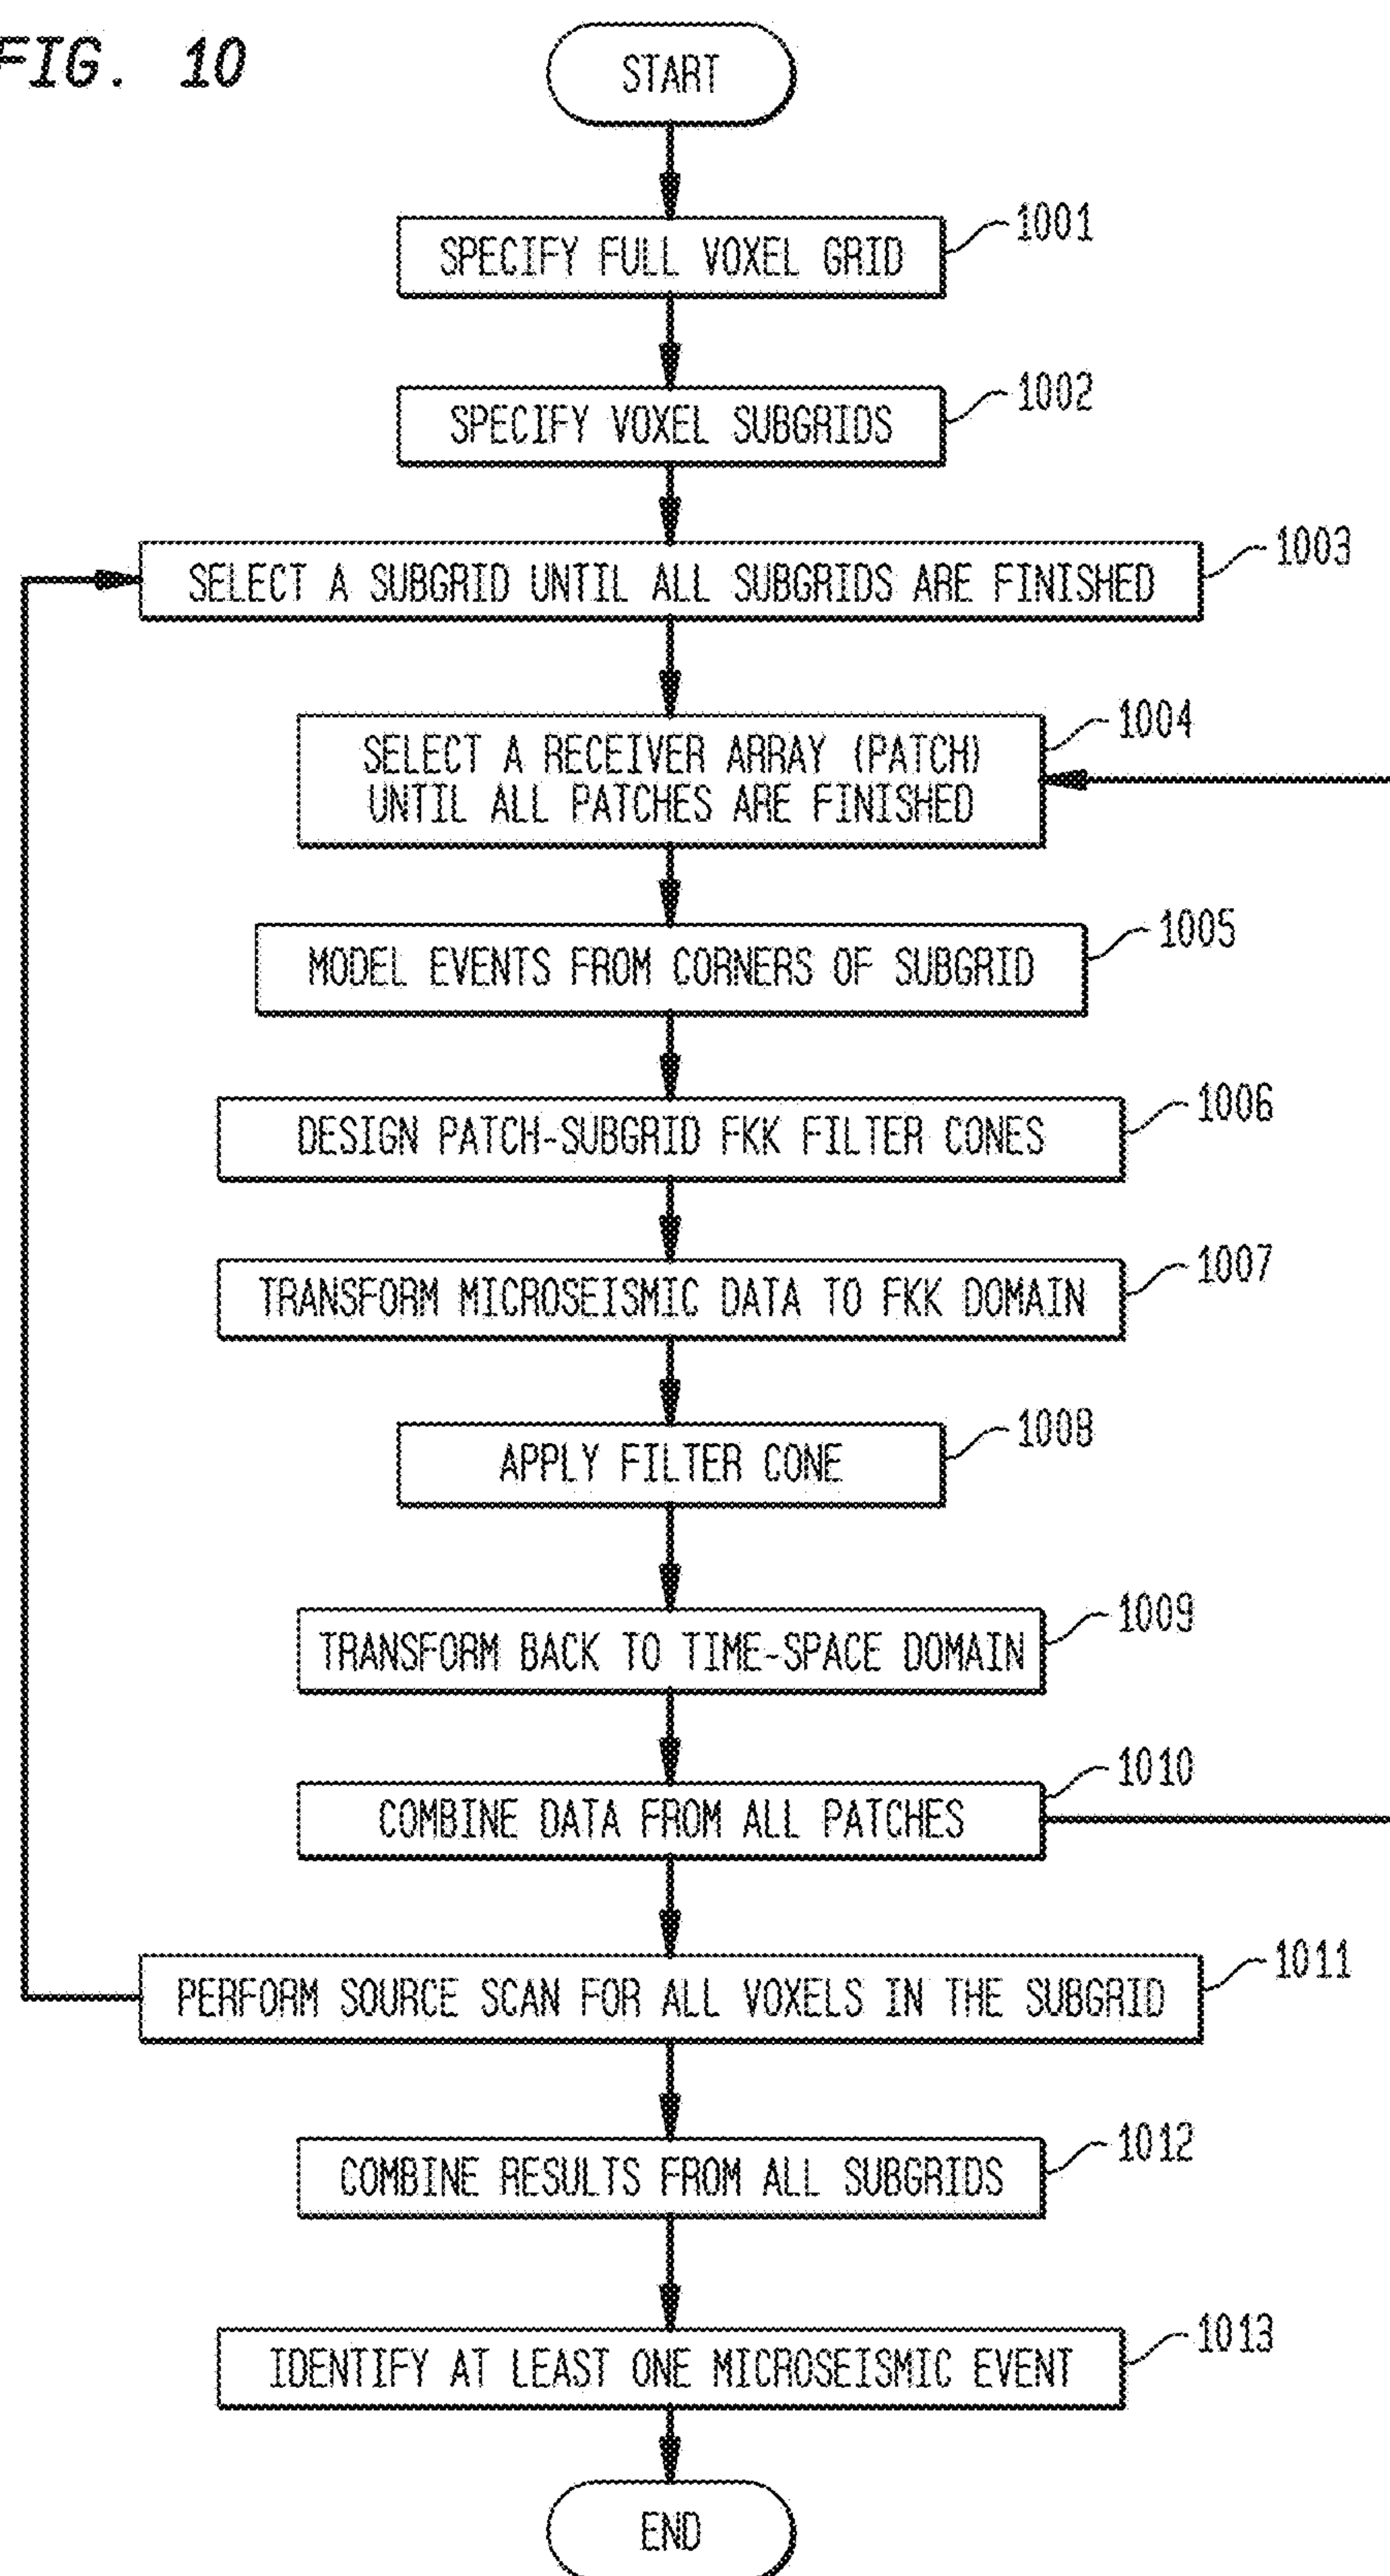 FIG. 10
START
SPECIFY FULL VOXEL GRID
1001
SPECIFY VOXEL SUBGRIDS
1002
SELECT A SUBGRID UNTIL ALL SUBGRIDS ARE FINISHED
1003
SELECT A RECEIVER ARRAY (PATCH)
UNTIL ALL PATCHES ARE FINISHED
1004
MODEL EVENTS FROM CORNERS OF SUBGRID
1005
DESIGN PATCH-SUBGRID FKK FILTER CONES
1006
TRANSFORM MICROSEISMIC DATA TO FKK DOMAIN
1007
APPLY FILTER CONE
1008
TRANSFORM BACK TO TIME-SPACE DOMAIN
1009
COMBINE DATA FROM ALL PATCHES
1010
PERFORM SOURCE SCAN FOR ALL VOXELS IN THE SUBGRID
1011
COMBINE RESULTS FROM ALL SUBGRIDS
1012
IDENTIFY AT LEAST ONE MICROSEISMIC EVENT
1013
END